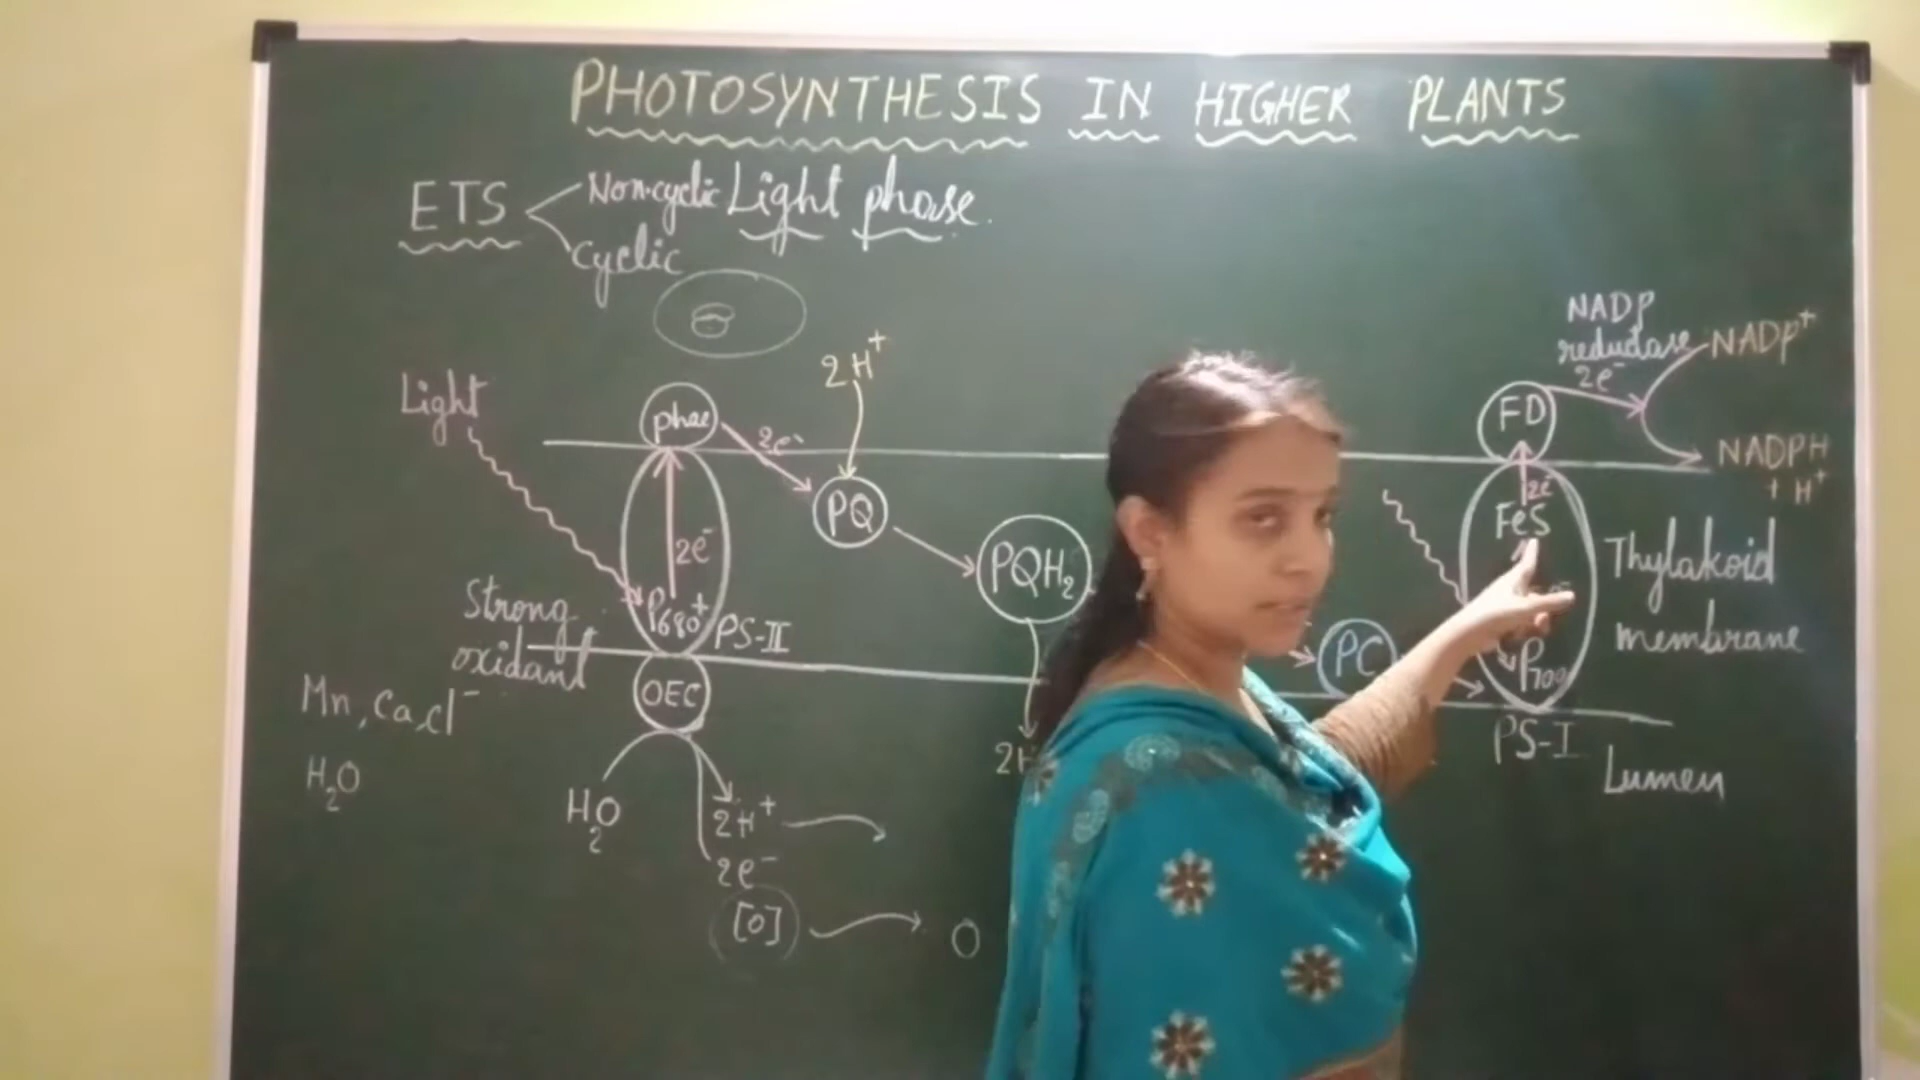 PHOTOSYNTHESIS IN HIGHER PLANTS
ETS
Non-cyclic
Light phase.
Cyclic
Light
phae
2e⁻
2H⁺
PQ
PQH₂
2e⁻
P680⁺
PS-II
Strong
oxidant
OEC
Mn, Ca, Cl⁻
H₂O
H₂O
2H⁺
2e⁻
[O]
O
PC
NADP
reductase
2e⁻
NADP⁺
FD
NADPH
+ H⁺
2e⁻
FeS
P700
PS-I
Thylakoid
membrane
Lumen